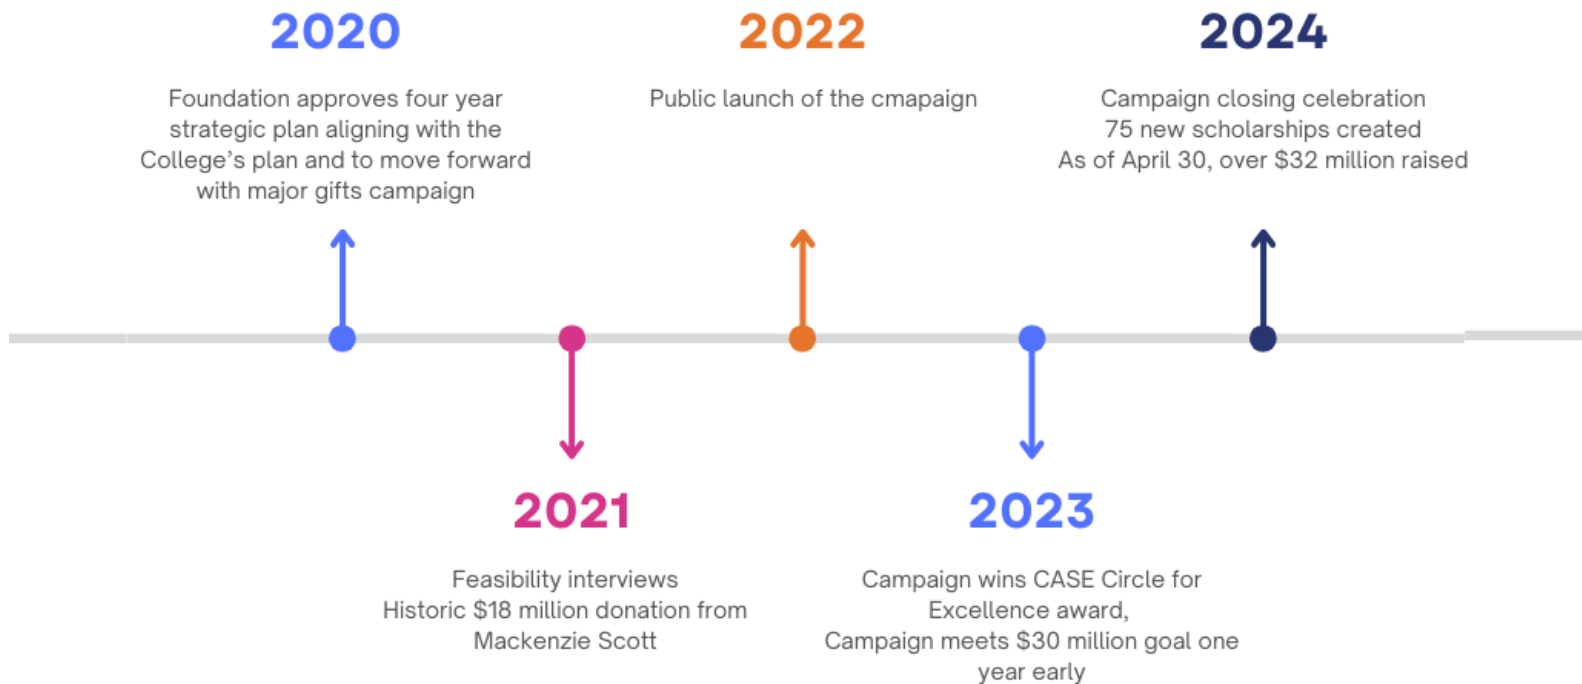 2020
Foundation approves four year
strategic plan aligning with the
College's plan and to move forward
with major gifts campaign
2021
Feasibility interviews
Historic $18 million donation from
Mackenzie Scott
2022
Public launch of the cmapaign
2023
Campaign wins CASE Circle for
Excellence award,
Campaign meets $30 million goal one
year early
2024
Campaign closing celebration
75 new scholarships created
As of April 30, over $32 million raised